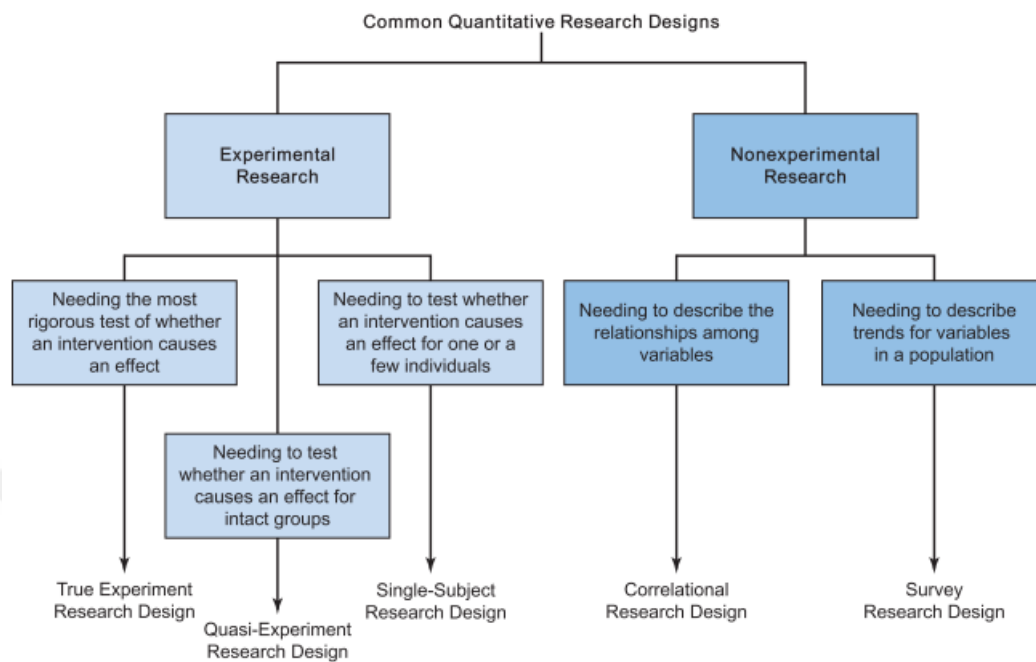 Common Quantitative Research Designs
Experimental
Research
Nonexperimental
Research
Needing the most
rigorous test of whether
an intervention causes
an effect
Needing to test whether
an intervention causes
an effect for one or a
few individuals
Needing to describe the
relationships among
variables
Needing to describe
trends for variables
in a population
Needing to test
whether an intervention
causes an effect for
intact groups
True Experiment
Research Design
Quasi-Experiment
Research Design
Single-Subject
Research Design
Correlational
Research Design
Survey
Research Design